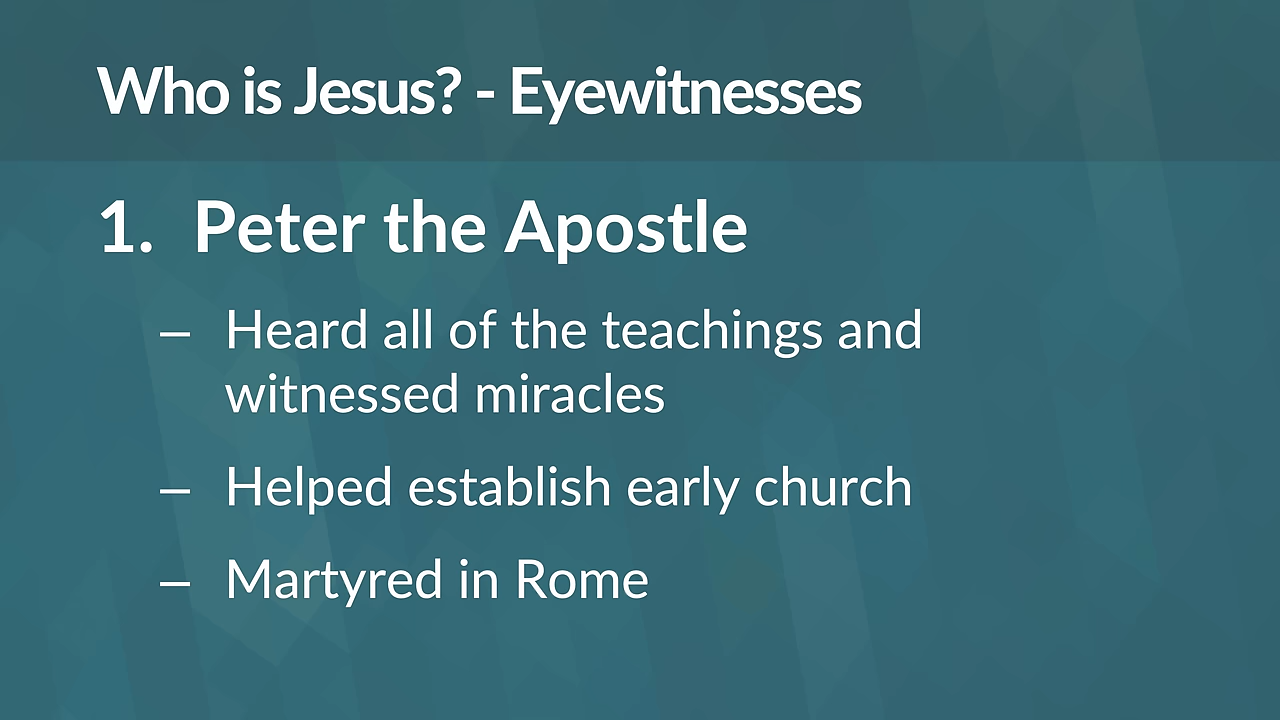 Who is Jesus? - Eyewitnesses
1. Peter the Apostle
– Heard all of the teachings and
witnessed miracles
– Helped establish early church
– Martyred in Rome